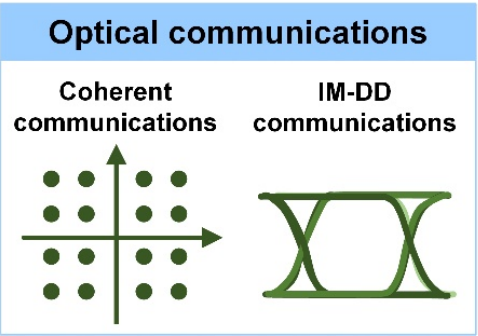 Optical communications
Coherent
communications
IM-DD
communications